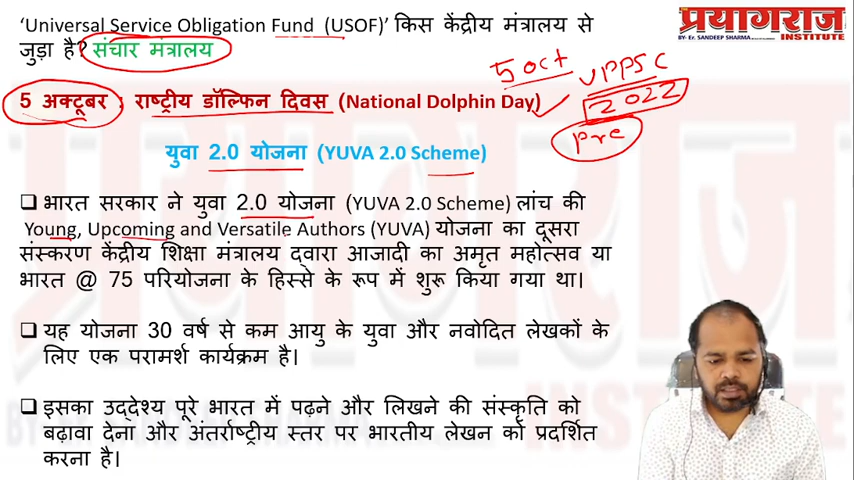 ‘Universal Service Obligation Fund (USOF)’ किस केंद्रीय मंत्रालय से
जुड़ा है? संचार मंत्रालय
प्रयागराज
INSTITUTE
BY- Er. SANDEEP SHARMA
5 oct
UPPSC
2022
pre
5 अक्टूबर : राष्ट्रीय डॉल्फिन दिवस (National Dolphin Day)
युवा 2.0 योजना (YUVA 2.0 Scheme)
❑ भारत सरकार ने युवा 2.0 योजना (YUVA 2.0 Scheme) लांच की
Young, Upcoming and Versatile Authors (YUVA) योजना का दूसरा
संस्करण केंद्रीय शिक्षा मंत्रालय द्वारा आजादी का अमृत महोत्सव या
भारत @ 75 परियोजना के हिस्से के रूप में शुरू किया गया था।
❑ यह योजना 30 वर्ष से कम आयु के युवा और नवोदित लेखकों के
लिए एक परामर्श कार्यक्रम है।
❑ इसका उद्देश्य पूरे भारत में पढ़ने और लिखने की संस्कृति को
बढ़ावा देना और अंतर्राष्ट्रीय स्तर पर भारतीय लेखन को प्रदर्शित
करना है।